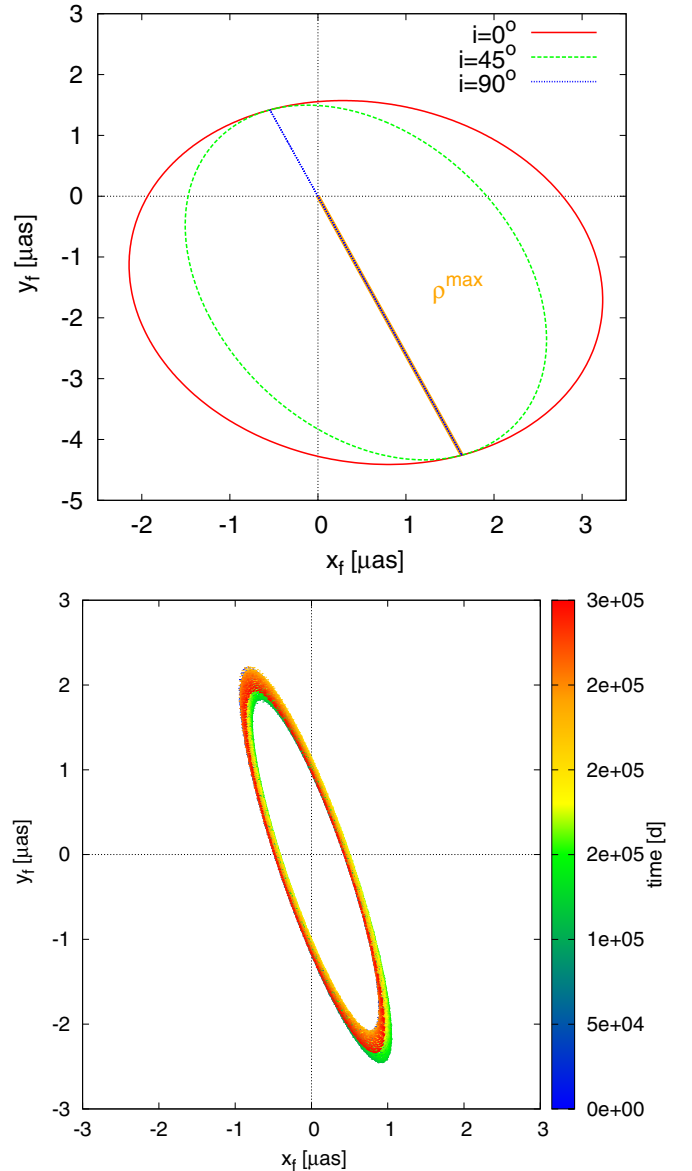 i=0°
i=45°
i=90°
2
1
0
-1
-2
-3
-4
-5
y_f [μas]
ρ^max
-2 -1 0 1 2 3
x_f [μas]
3
2
1
0
-1
-2
-3
y_f [μas]
-3 -2 -1 0 1 2 3
x_f [μas]
3e+05
2e+05
2e+05
2e+05
1e+05
5e+04
0e+00
time [d]